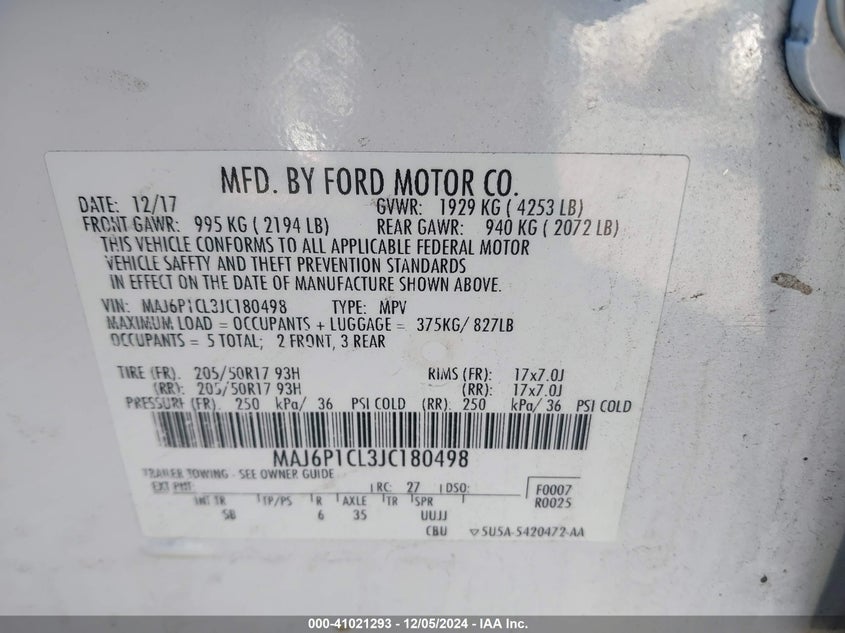 MFD. BY FORD MOTOR CO.
DATE: 12/17 GVWR: 1929 KG ( 4253 LB)
FRONT GAWR: 995 KG ( 2194 LB) REAR GAWR: 940 KG ( 2072 LB)
THIS VEHICLE CONFORMS TO ALL APPLICABLE FEDERAL MOTOR
VEHICLE SAFETY AND THEFT PREVENTION STANDARDS
IN EFFECT ON THE DATE OF MANUFACTURE SHOWN ABOVE.
VIN: MAJ6P1CL3JC180498 TYPE: MPV
MAXIMUM LOAD = OCCUPANTS + LUGGAGE = 375KG/ 827LB
OCCUPANTS = 5 TOTAL; 2 FRONT, 3 REAR
TIRE (FR). 205/50R17 93H RIMS (FR): 17x7.0J
(RR): 205/50R17 93H (RR): 17x7.0J
PRESSURE (FR). 250 kPa/ 36 PSI COLD (RR): 250 kPa/ 36 PSI COLD
MAJ6P1CL3JC180498
TRAILER TOWING - SEE OWNER GUIDE
EXT PNT: RC: 27 DSO: F0007
R0025
INT TR TP/PS R AXLE TR SPR
SB 6 35 UUJJ
CBU 5U5A-5420472-AA
000-41021293 - 12/05/2024 - IAA Inc.